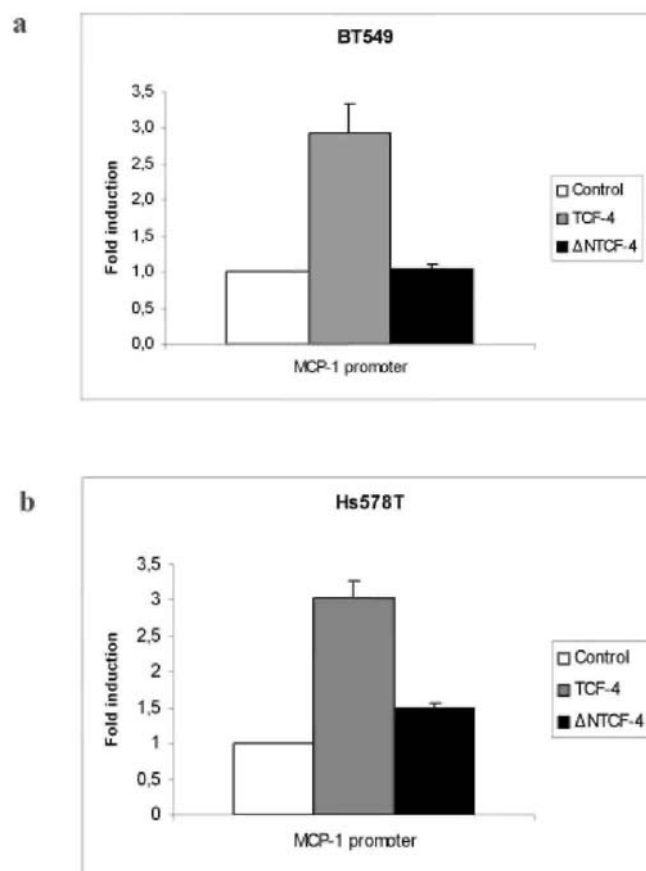 a
BT549
3,5
3,0
2,5
2,0
1,5
1,0
0,5
0,0
Fold induction
MCP-1 promoter
Control
TCF-4
ΔNTCF-4
b
Hs578T
3,5
3
2,5
2
1,5
1
0,5
0
Fold induction
MCP-1 promoter
Control
TCF-4
ΔNTCF-4